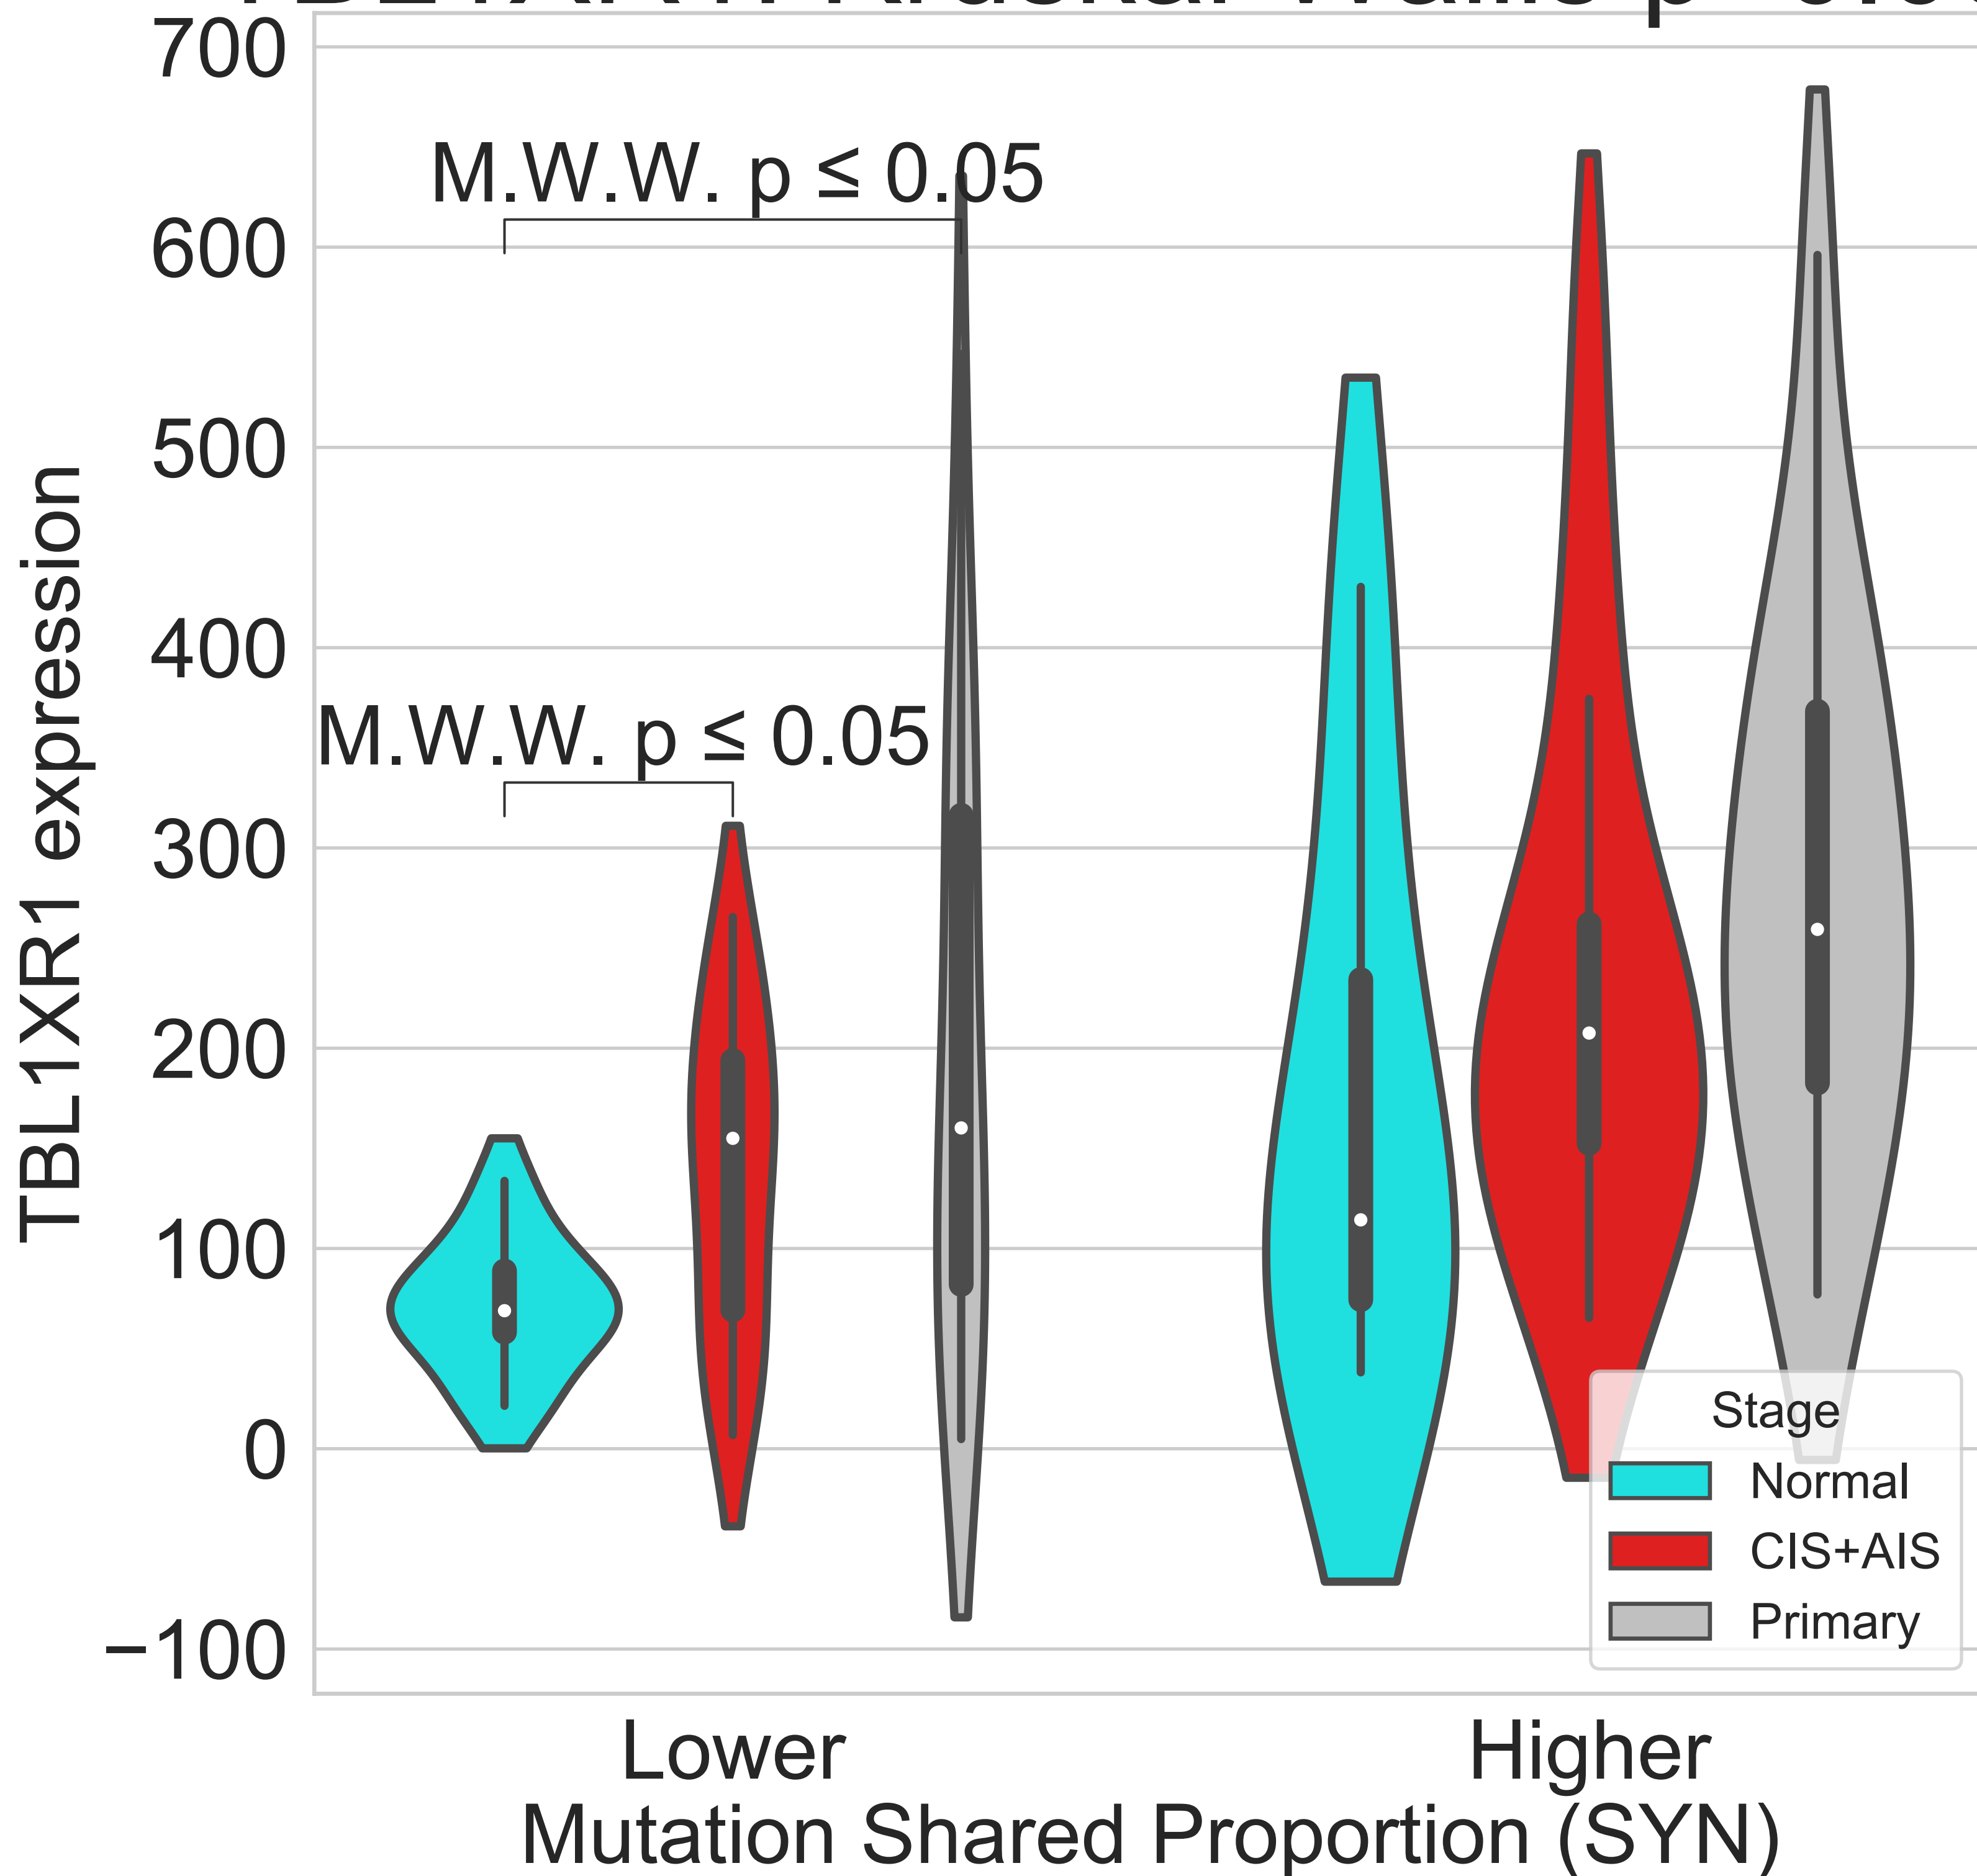 700
M.W.W. p ≤ 0.05
600
500
400
M.W.W. p ≤ 0.05
300
200
100
0
−100
TBL1XR1 expression
Stage
Normal
CIS+AIS
Primary
Lower
Higher
Mutation Shared Proportion (SYN)